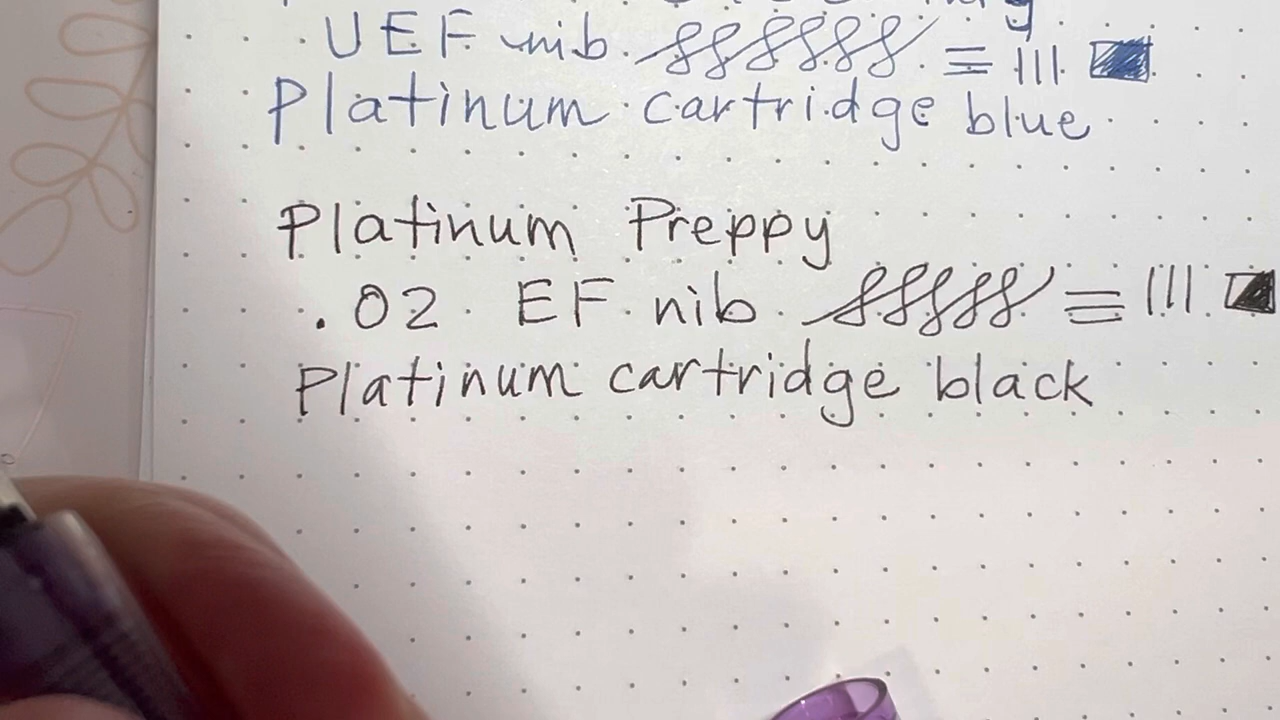 UEF nib.
Platinum cartridge blue
Platinum Preppy
.02 EF nib.
Platinum cartridge black